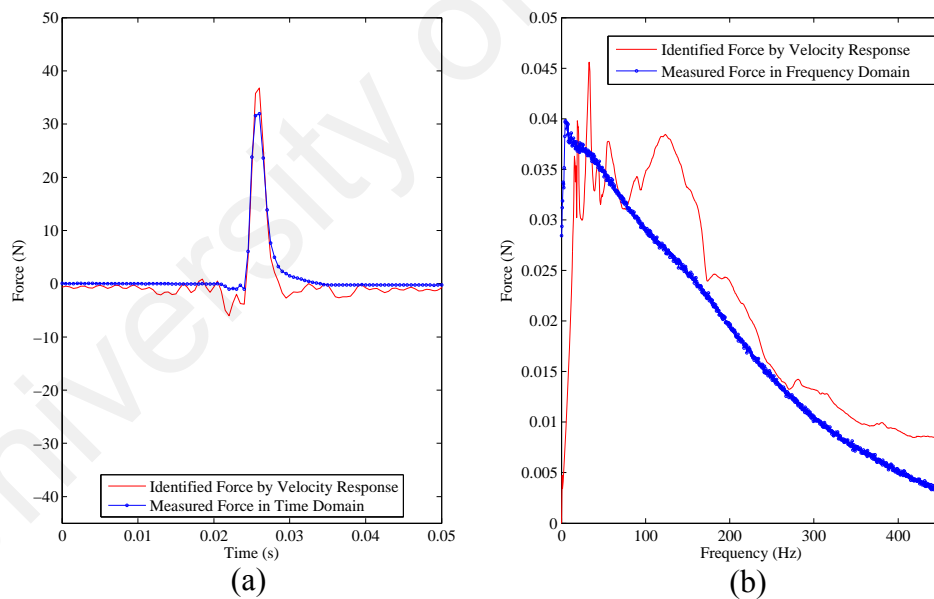 50
40
30
20
10
0
−10
−20
−30
−40
Force (N)
0
0.01
0.02
0.03
0.04
0.05
Time (s)
Identified Force by Velocity Response
Measured Force in Time Domain
(a)
0.05
0.045
0.04
0.035
0.03
0.025
0.02
0.015
0.01
0.005
0
Force (N)
0
100
200
300
400
Frequency (Hz)
Identified Force by Velocity Response
Measured Force in Frequency Domain
(b)
niversity of